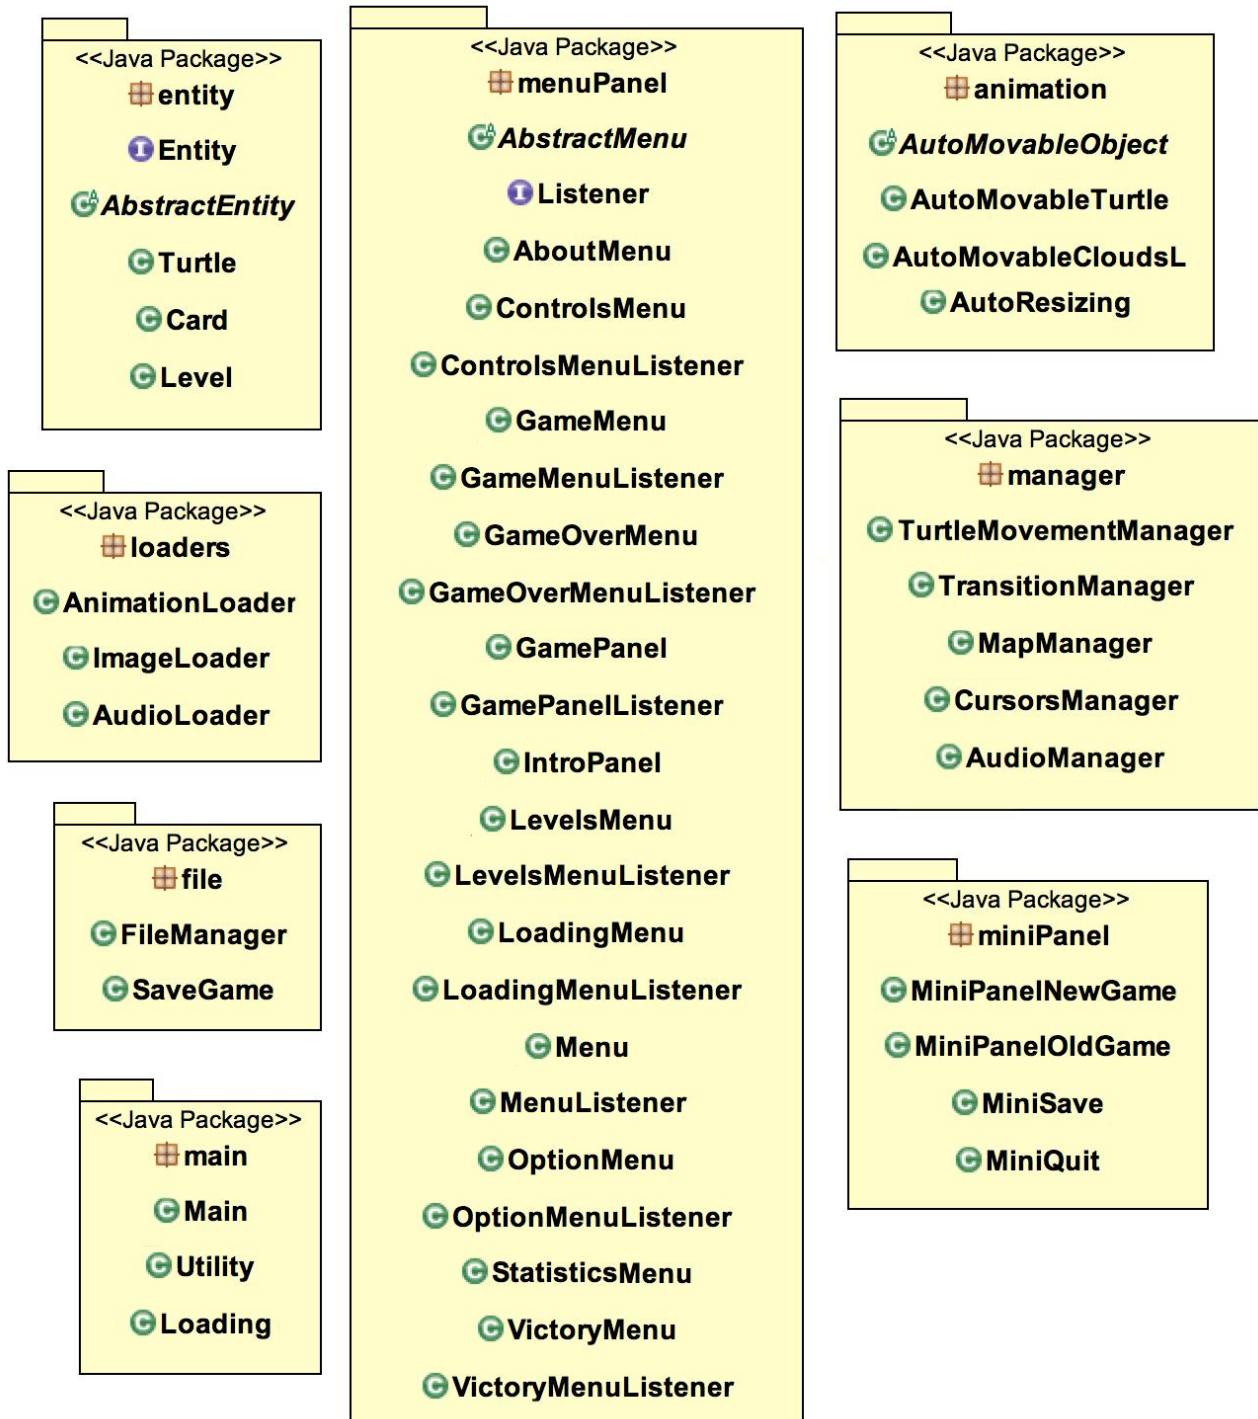 <<Java Package>>
entity
Entity
AbstractEntity
Turtle
Card
Level
<<Java Package>>
loaders
AnimationLoader
ImageLoader
AudioLoader
<<Java Package>>
file
FileManager
SaveGame
<<Java Package>>
main
Main
Utility
Loading
<<Java Package>>
menuPanel
AbstractMenu
Listener
AboutMenu
ControlsMenu
ControlsMenuListener
GameMenu
GameMenuListener
GameOverMenu
GameOverMenuListener
GamePanel
GamePanelListener
IntroPanel
LevelsMenu
LevelsMenuListener
LoadingMenu
LoadingMenuListener
Menu
MenuListener
OptionMenu
OptionMenuListener
StatisticsMenu
VictoryMenu
VictoryMenuListener
<<Java Package>>
animation
AutoMovableObject
AutoMovableTurtle
AutoMovableCloudsL
AutoResizing
<<Java Package>>
manager
TurtleMovementManager
TransitionManager
MapManager
CursorsManager
AudioManager
<<Java Package>>
miniPanel
MiniPanelNewGame
MiniPanelOldGame
MiniSave
MiniQuit